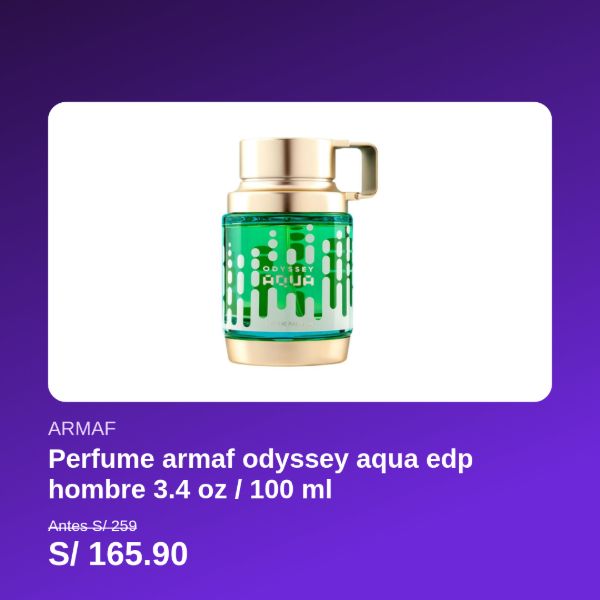 ODYSSEY
AQUA
ARMAF
Perfume armaf odyssey aqua edp
hombre 3.4 oz / 100 ml
Antes S/ 259
S/ 165.90